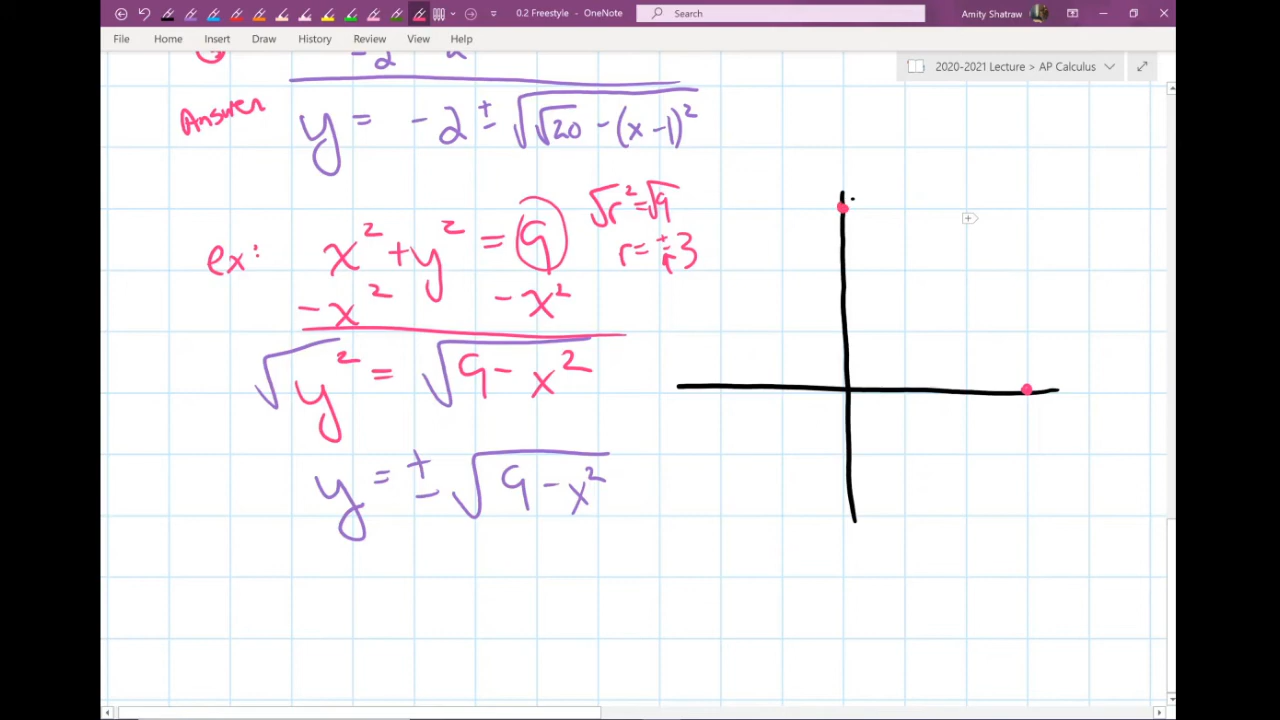 0.2 Freestyle - OneNote
Search
Amity Shatraw
File Home Insert Draw History Review View Help
2020-2021 Lecture > AP Calculus
-2
Answer
y = -2 ± √(√20 - (x-1)²)
ex: x² + y² = 9
√r² = √9
r = ±3
-x² -x²
√y² = √9 - x²
y = ± √9 - x²